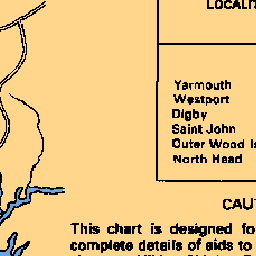 LOCALI
Yarmouth
Westport
Digby
Saint John
Outer Wood Is
North Head
CAU
This chart is designed fo
complete details of aids to